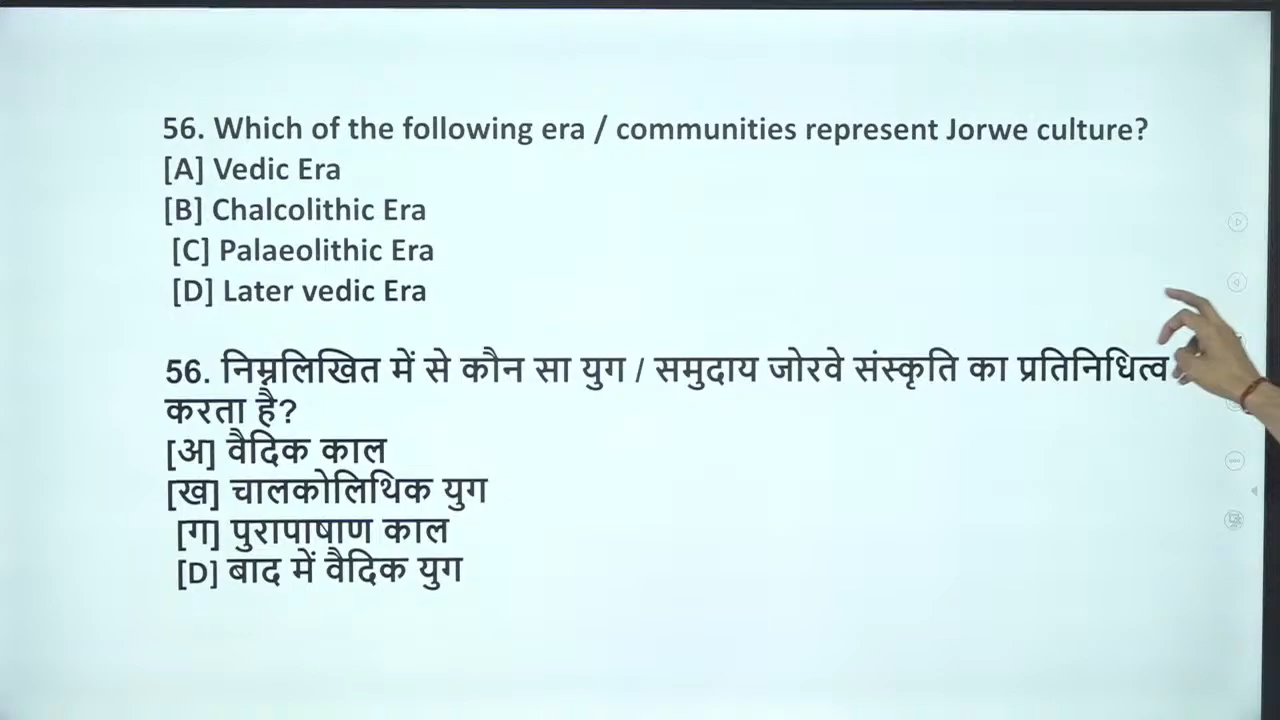 56. Which of the following era / communities represent Jorwe culture?
[A] Vedic Era
[B] Chalcolithic Era
[C] Palaeolithic Era
[D] Later vedic Era
56. निम्नलिखित में से कौन सा युग / समुदाय जोरवे संस्कृति का प्रतिनिधित्व
करता है?
[अ] वैदिक काल
[ख] चालकोलिथिक युग
[ग] पुरापाषाण काल
[D] बाद में वैदिक युग